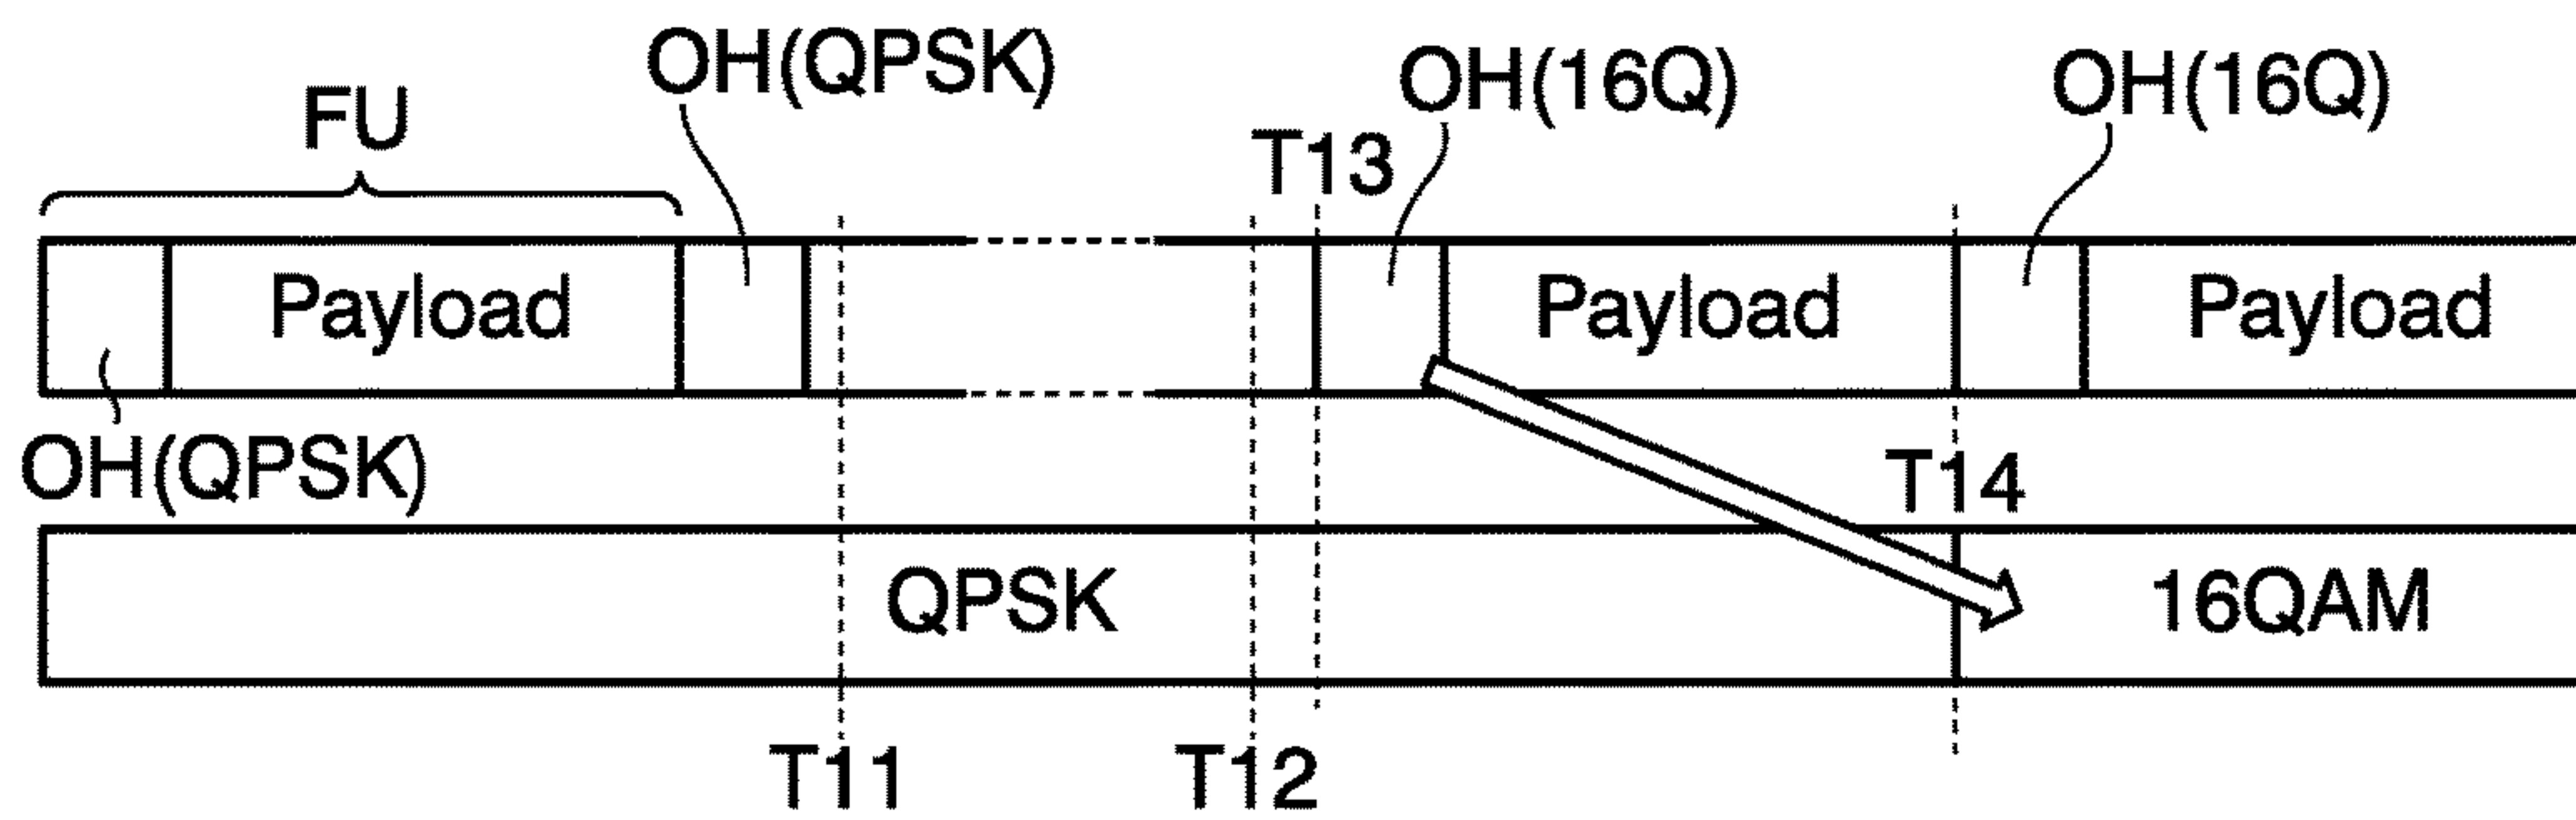 OH(QPSK)
OH(16Q)
OH(16Q)
FU
T13
Payload
Payload
Payload
OH(QPSK)
T14
QPSK
16QAM
T11
T12